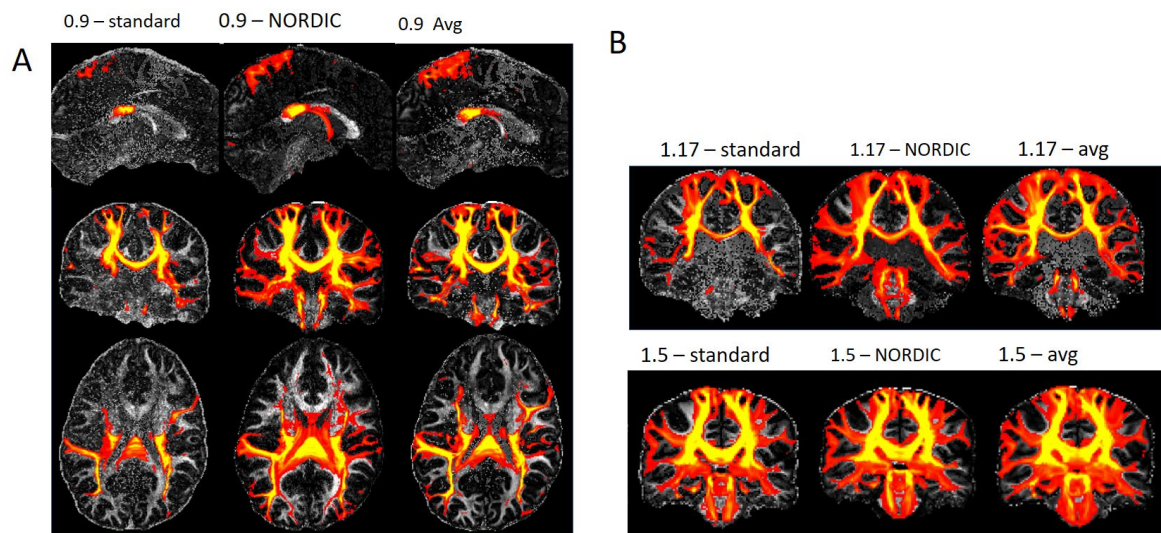 0.9 – standard
0.9 – NORDIC
0.9 Avg
A
B
1.17 – standard
1.17 – NORDIC
1.17 – avg
1.5 – standard
1.5 – NORDIC
1.5 – avg